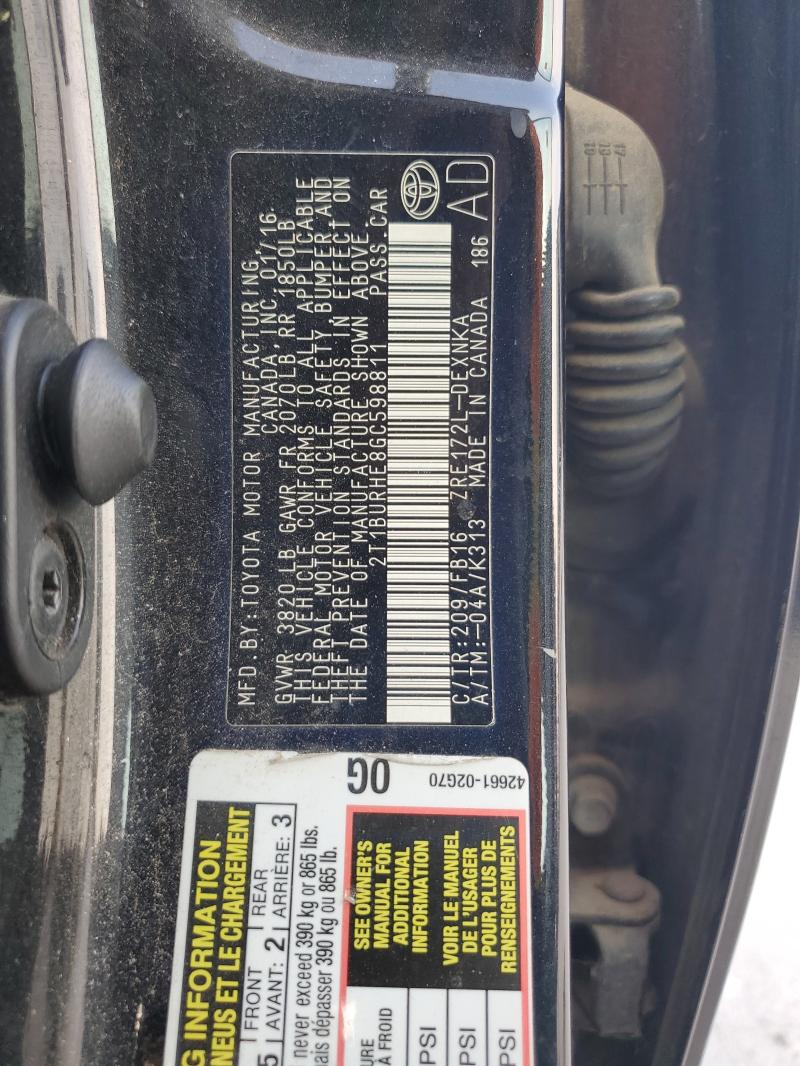 MFD.BY:TOYOTA MOTOR MANUFACTURING,
CANADA,INC. 01/16
GVWR 3820LB GAWR FR 2070LB,RR 1850LB
THIS VEHICLE CONFORMS TO ALL APPLICABLE
FEDERAL MOTOR VEHICLE SAFETY, BUMPER,AND
THEFT PREVENTION STANDARDS IN EFFECT ON
THE DATE OF MANUFACTURE SHOWN ABOVE.
2T1BURHE8GC598811 PASS CAR
C/TR:209/FB16 ZRE172L-DEXNKA
A/TM:-04A/K313 MADE IN CANADA 186
AD
OG
42661-02G70
G INFORMATION
NEUS ET LE CHARGEMENT
5 FRONT
AVANT: 2 REAR
ARRIÈRE: 3
never exceed 390 kg or 865 lbs.
ais dépasser 390 kg ou 865 lb.
URE
A FROID
PSI
PSI
PSI
SEE OWNER'S
MANUAL FOR
ADDITIONAL
INFORMATION
VOIR LE MANUEL
DE L'USAGER
POUR PLUS DE
RENSEIGNEMENTS